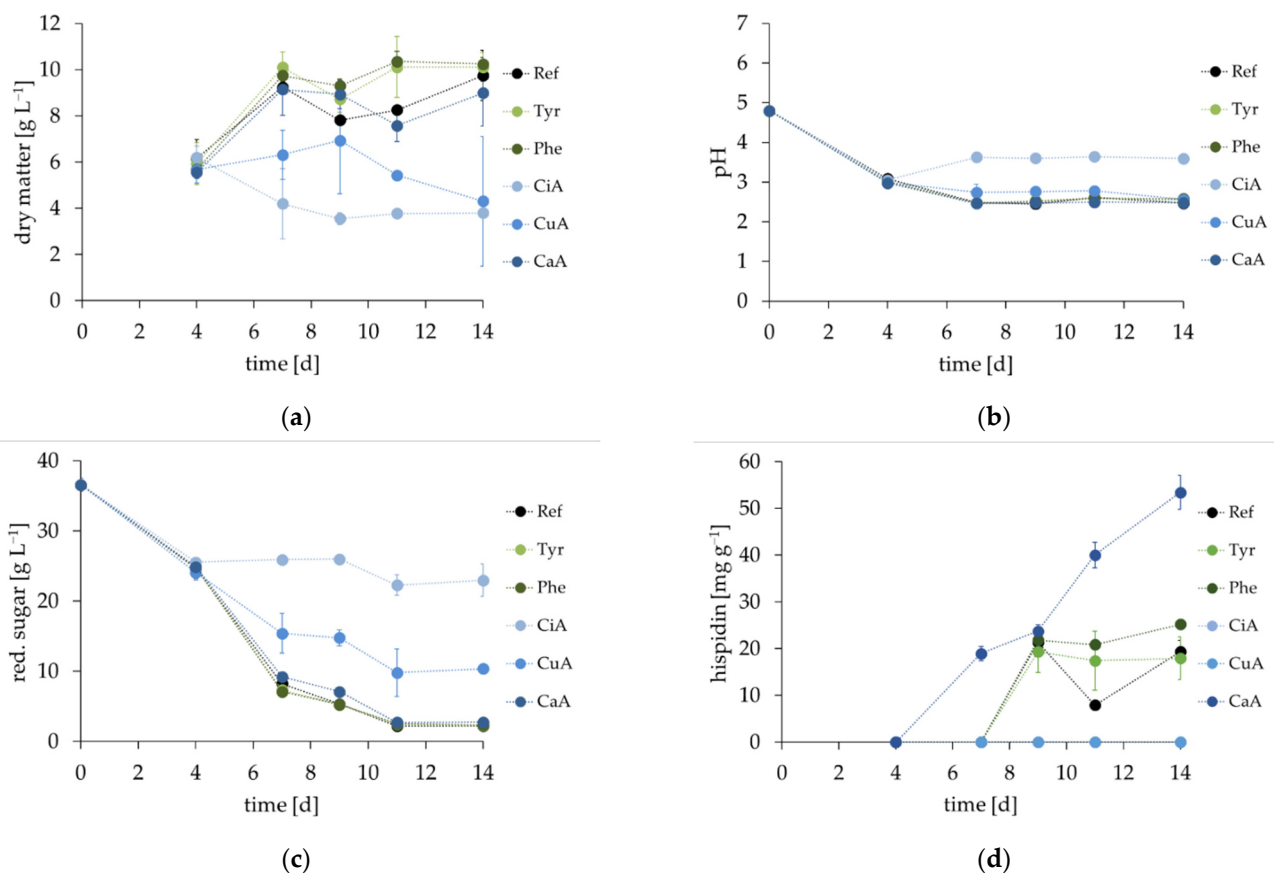 12
10
8
6
4
2
0
dry matter [g L⁻¹]
0 2 4 6 8 10 12 14
time [d]
Ref
Tyr
Phe
CiA
CuA
CaA
(a)
7
6
5
4
3
2
1
0
pH
0 2 4 6 8 10 12 14
time [d]
Ref
Tyr
Phe
CiA
CuA
CaA
(b)
40
30
20
10
0
red. sugar [g L⁻¹]
0 2 4 6 8 10 12 14
time [d]
Ref
Tyr
Phe
CiA
CuA
CaA
(c)
60
50
40
30
20
10
0
hispidin [mg g⁻¹]
0 2 4 6 8 10 12 14
time [d]
Ref
Tyr
Phe
CiA
CuA
CaA
(d)